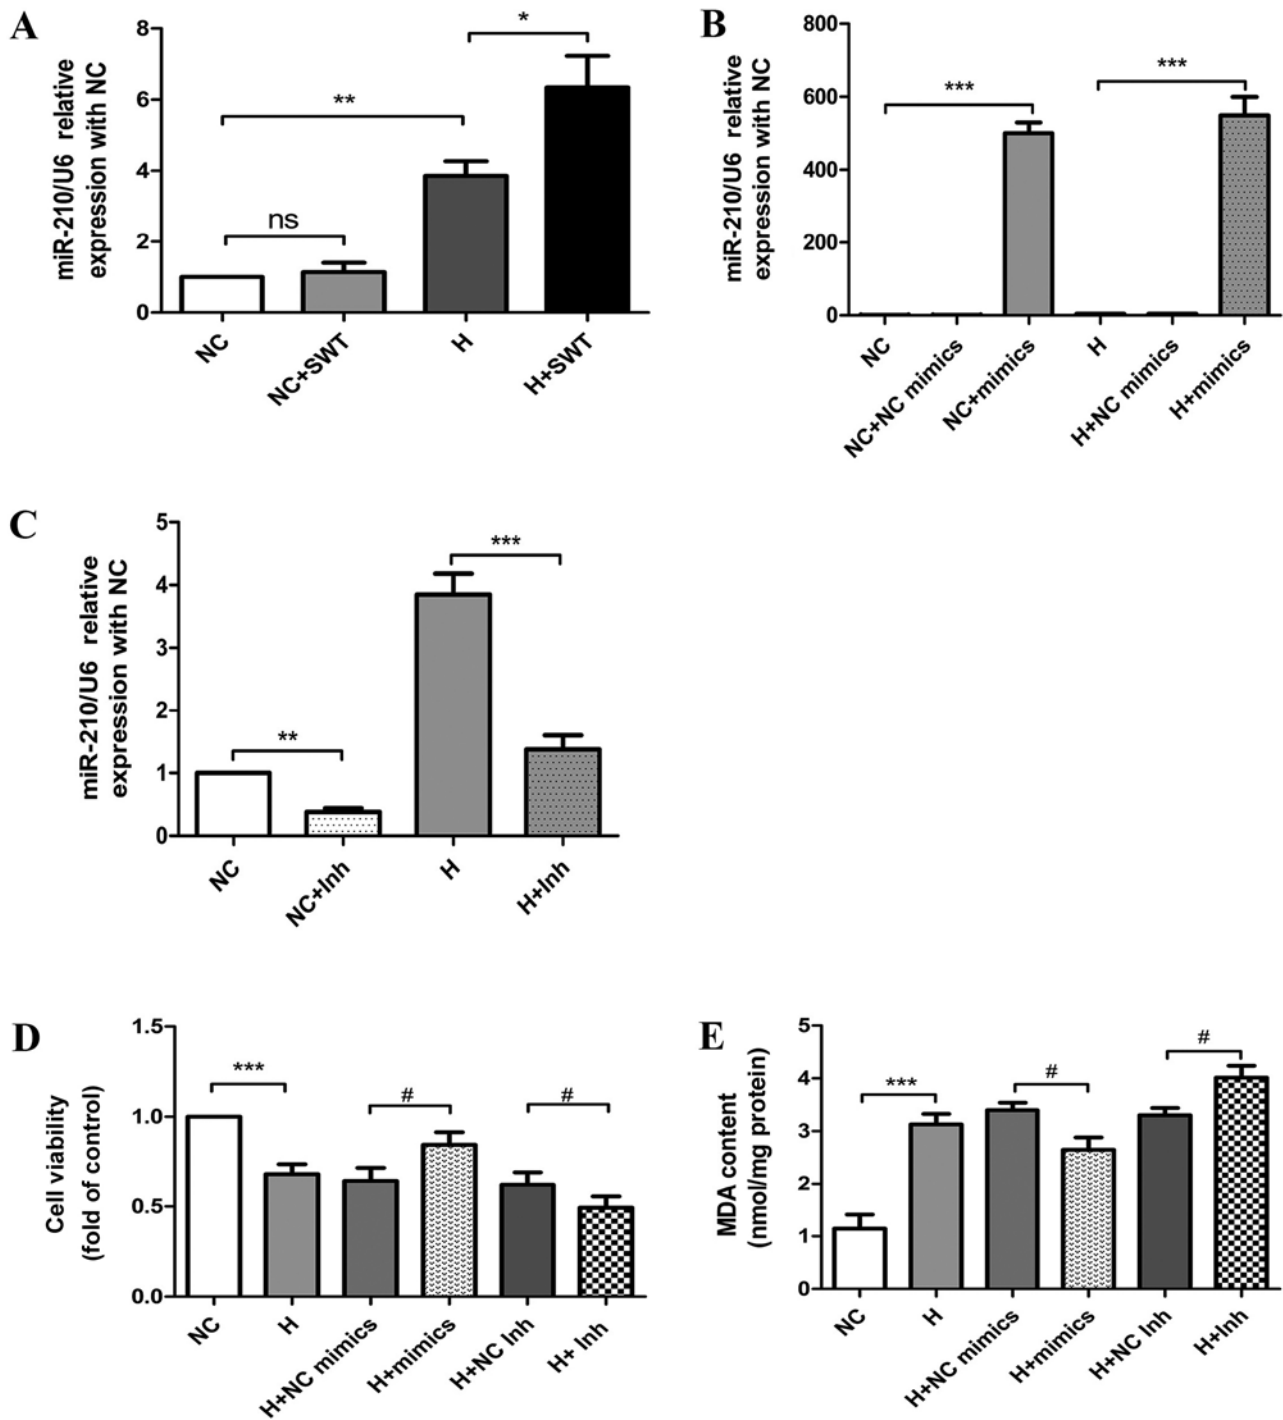 A
miR-210/U6 relative
expression with NC
8
6
4
2
0
ns
**
*
NC
NC+SWT
H
H+SWT
B
miR-210/U6 relative
expression with NC
800
600
400
200
0
***
***
NC
NC+NC mimics
NC+mimics
H
H+NC mimics
H+mimics
C
miR-210/U6 relative
expression with NC
5
4
3
2
1
0
**
***
NC
NC+Inh
H
H+Inh
D
Cell viability
(fold of control)
1.5
1.0
0.5
0.0
***
#
#
NC
H
H+NC mimics
H+mimics
H+NC Inh
H+ Inh
E
MDA content
(nmol/mg protein)
5
4
3
2
1
0
***
#
#
NC
H
H+NC mimics
H+mimics
H+NC Inh
H+Inh